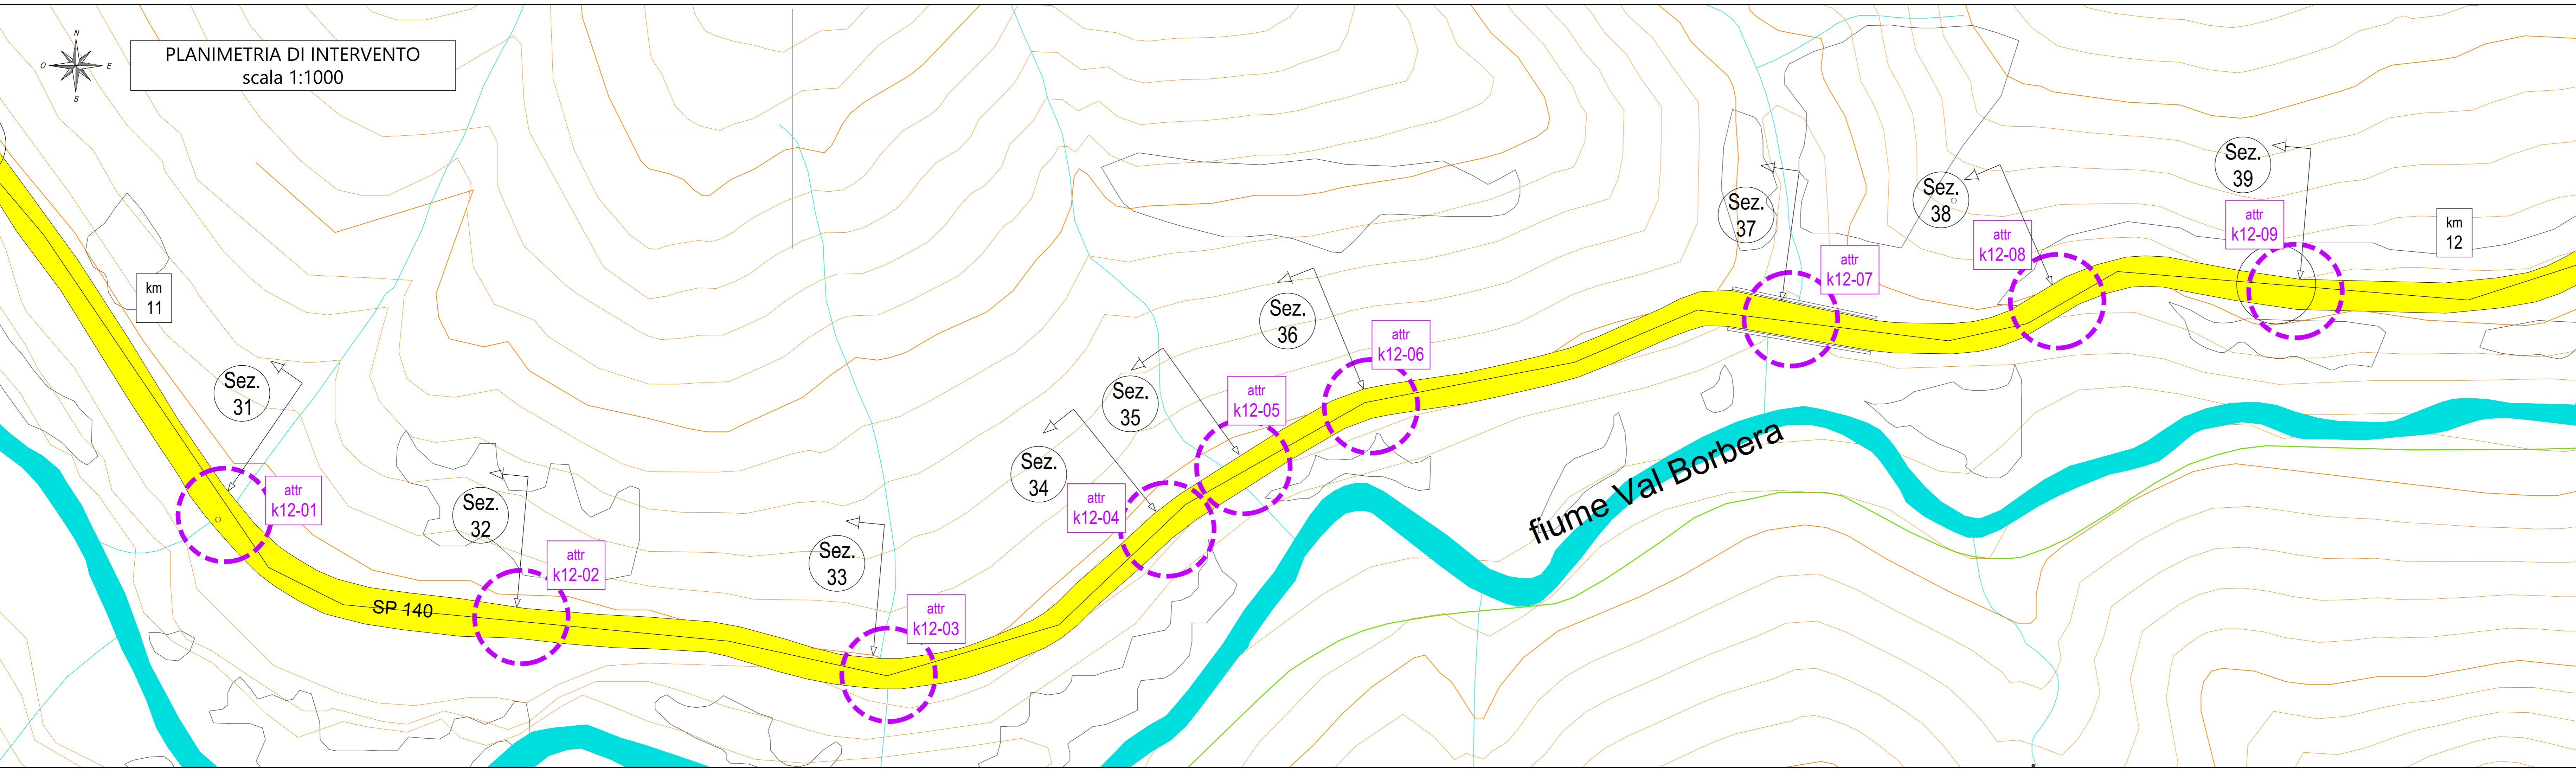 N
O
E
S
PLANIMETRIA DI INTERVENTO
scala 1:1000
km
11
Sez.
31
attr
k12-01
SP 140
Sez.
32
attr
k12-02
Sez.
33
attr
k12-03
Sez.
34
attr
k12-04
Sez.
35
attr
k12-05
Sez.
36
attr
k12-06
fiume Val Borbera
Sez.
37
attr
k12-07
Sez.
38
attr
k12-08
Sez.
39
attr
k12-09
km
12